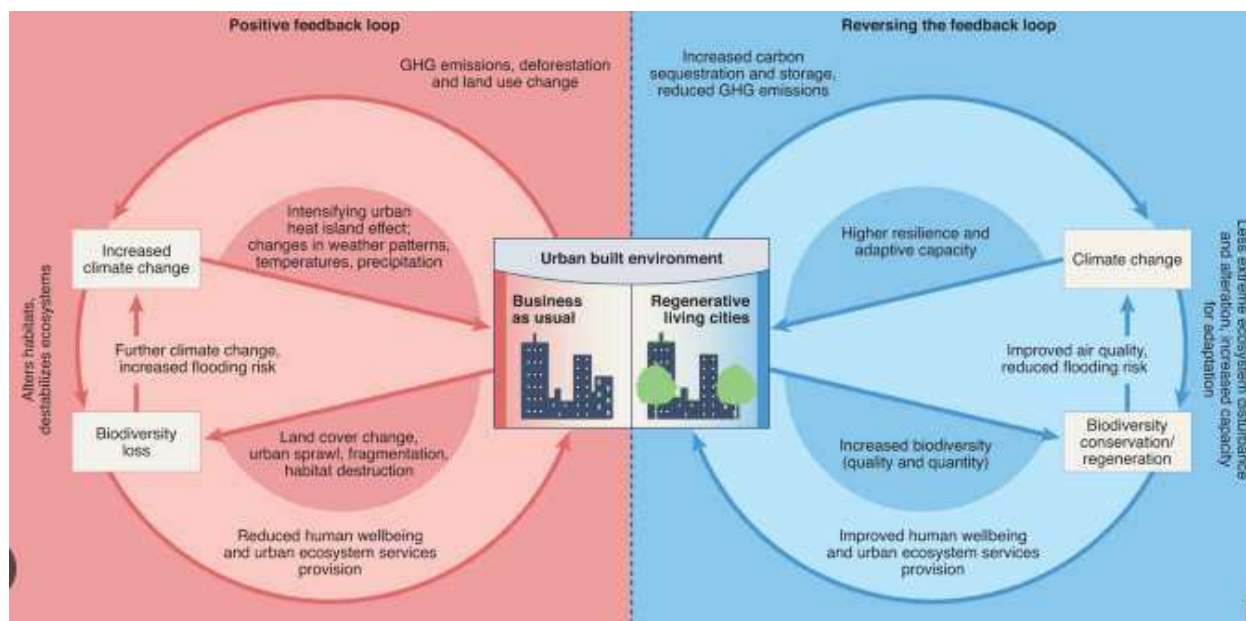 Positive feedback loop
GHG emissions, deforestation
and land use change
Intensifying urban
heat island effect;
changes in weather patterns,
temperatures, precipitation
Increased
climate change
Alters habitats,
destabilizes ecosystems
Further climate change,
increased flooding risk
Biodiversity
loss
Land cover change,
urban sprawl, fragmentation,
habitat destruction
Reduced human wellbeing
and urban ecosystem services
provision
Urban built environment
Business
as usual
Regenerative
living cities
Reversing the feedback loop
Increased carbon
sequestration and storage,
reduced GHG emissions
Higher resilience and
adaptive capacity
Climate change
Less extreme ecosystem disturbance
and alteration, increased capacity
for adaptation
Improved air quality,
reduced flooding risk
Biodiversity
conservation/
regeneration
Increased biodiversity
(quality and quantity)
Improved human wellbeing
and urban ecosystem services
provision